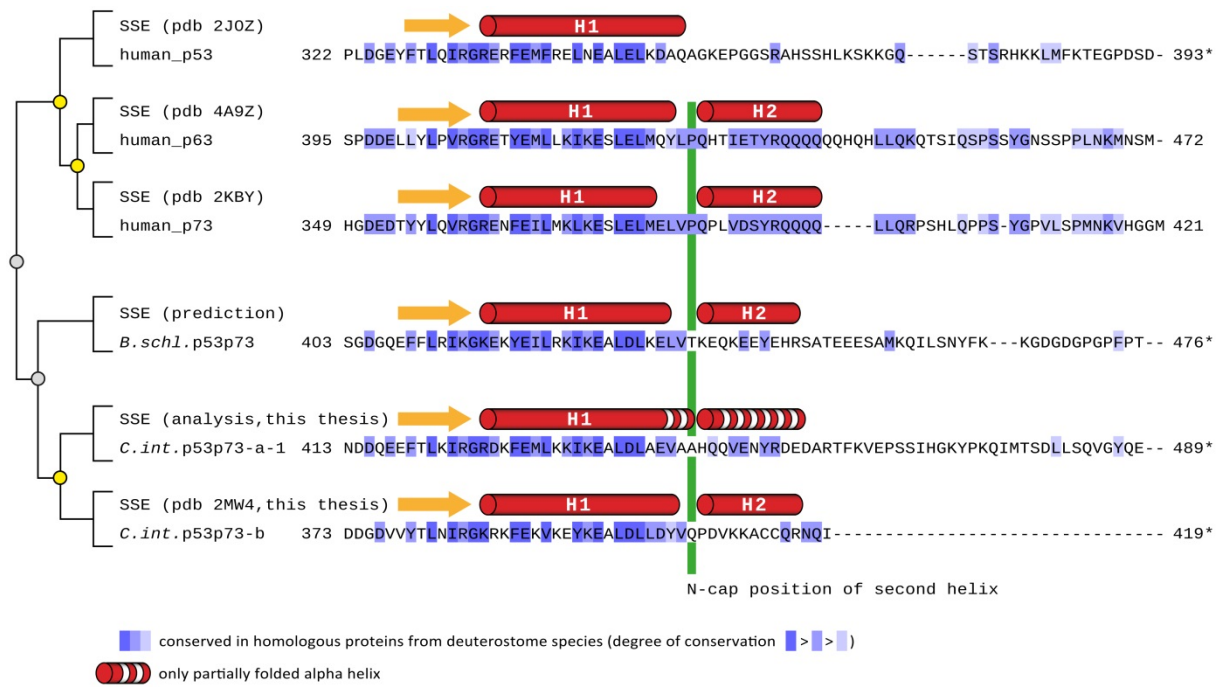 SSE (pdb 2J0Z) H1
human_p53 322 PLDGEYFTLQIRGRERFEMFRELNEALELKDAQAGKEPGGSRAHSSHLKSKKGQ------STSRHKKLMFKTEGPDSD- 393*
SSE (pdb 4A9Z) H1 H2
human_p63 395 SPDDELLYLPVRGRETYEMLLKIKESLELMQYLPQHTIETYRQQQQQQHQHLLQKQTSIQSPSSYGNSSPPLNKMNSM- 472
SSE (pdb 2KBY) H1 H2
human_p73 349 HGDEDTYYLQVRGRENFEILMKLKESLELMELVPQPLVDSYRQQQQ-----LLQRPSHLQPPS-YGPVLSPMNKVHGGM 421
SSE (prediction) H1 H2
B.schl.p53p73 403 SGDGQEFFLRIKGKEKYEILRKIKEALDLKELVTKEQKEEYEHRSATEEESAMKQILSNYFK---KGDGDGPGPFPT-- 476*
SSE (analysis,this thesis) H1
C.int.p53p73-a-1 413 NDDQEEFTLKIRGRDKFEMLKKIKEALDLAEVAAHQQVENYRDEDARTFKVEPSSIHGKYPKQIMTSDLLSQVGYQE-- 489*
SSE (pdb 2MW4,this thesis) H1 H2
C.int.p53p73-b 373 DDGDVVYTLNIRGKRKFEKVKEYKEALDLLDYVQPDVKKACCQRNQI-------------------------------- 419*
N-cap position of second helix
conserved in homologous proteins from deuterostome species (degree of conservation > > )
only partially folded alpha helix